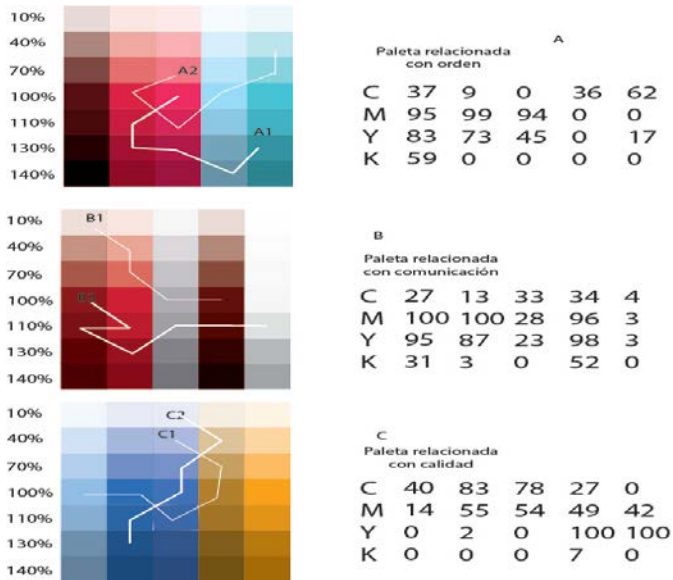 10%
40%
70%
100%
110%
130%
140%
A2
A1
A
Paleta relacionada
con orden
C 37 9 0 36 62
M 95 99 94 0 0
Y 83 73 45 0 17
K 59 0 0 0 0
10%
40%
70%
100%
110%
130%
140%
B1
B
Paleta relacionada
con comunicación
C 27 13 33 34 4
M 100 100 28 96 3
Y 95 87 23 98 3
K 31 3 0 52 0
10%
40%
70%
100%
110%
130%
140%
C2
C1
C
Paleta relacionada
con calidad
C 40 83 78 27 0
M 14 55 54 49 42
Y 0 2 0 100 100
K 0 0 0 7 0